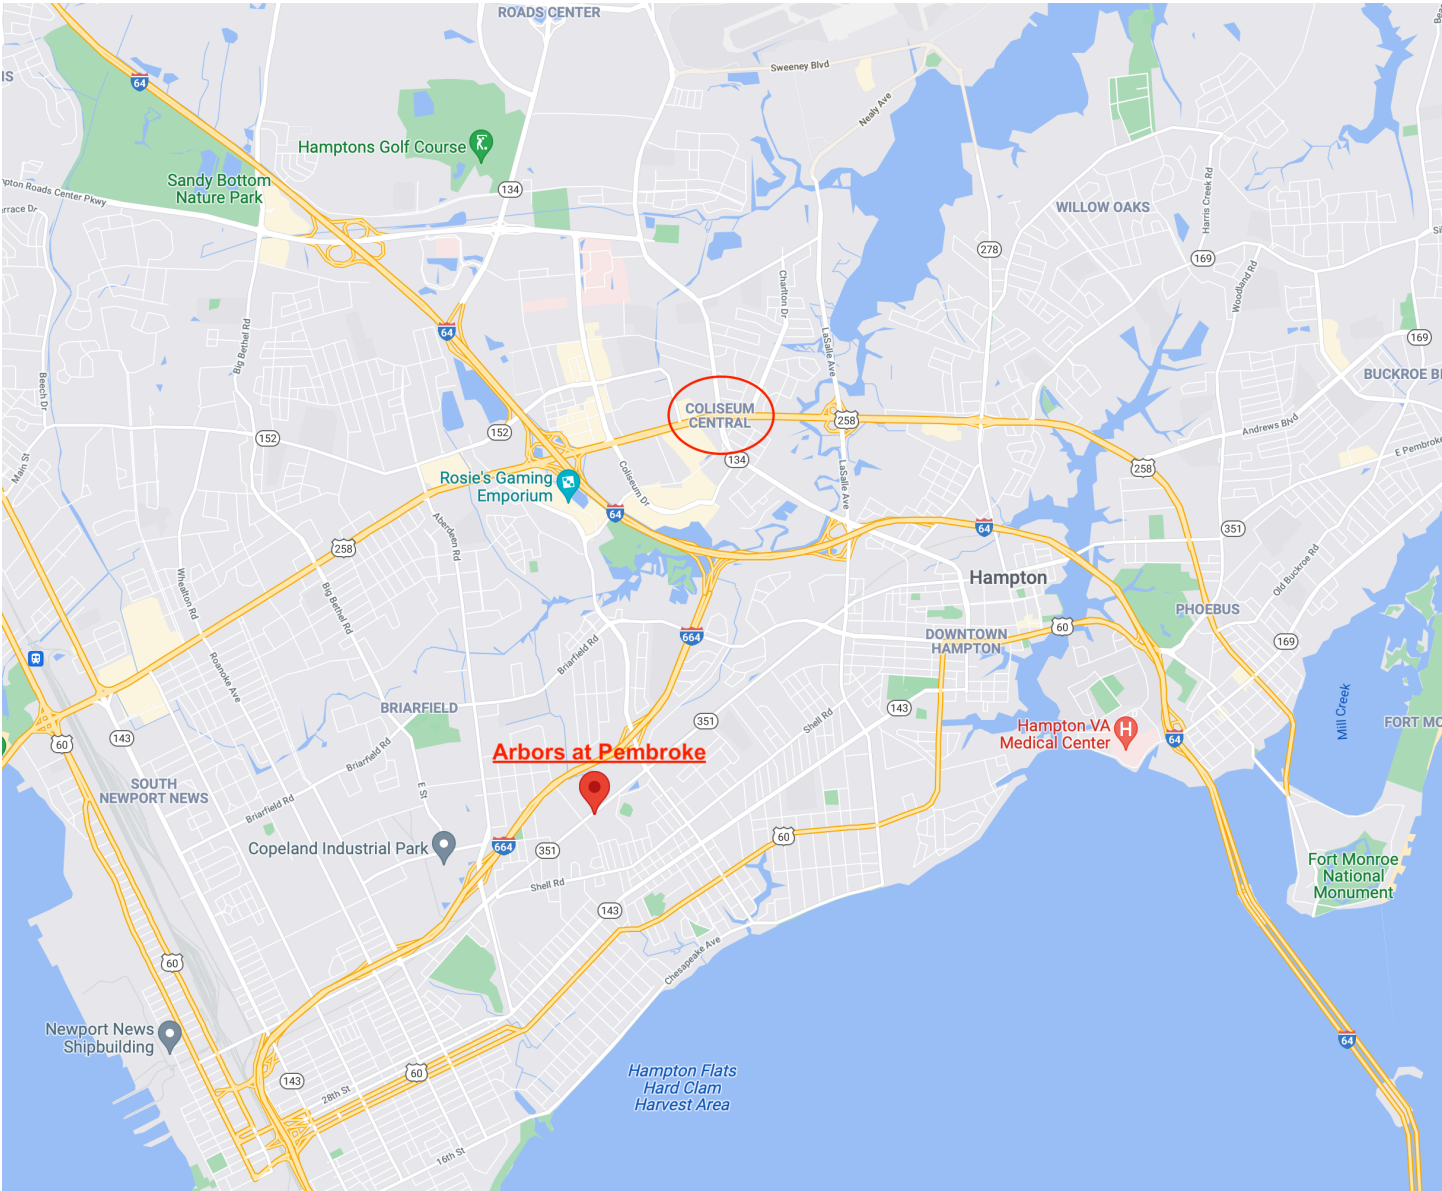 ROADS CENTER
Sweeney Blvd
64
Nealy Ave
Hamptons Golf Course
Sandy Bottom
Nature Park
134
pton Roads Center Pkwy
errace Dr
IS
WILLOW OAKS
Harris Creek Rd
278
169
Woodland Rd
Charlton Dr
Big Bethel Rd
64
LaSalle Ave
169
BUCKROE
Beech Dr
COLISEUM
CENTRAL
258
152
152
Andrews Blvd
E Pembroke
Main St
134
258
Rosie's Gaming
Emporium
Coliseum Dr
LaSalle Ave
64
64
351
Aberdeen Rd
258
Hampton
Old Buckroe Rd
Whealton Rd
Big Bethel Rd
PHOEBUS
60
664
DOWNTOWN
HAMPTON
169
Briarfield Rd
Roanoke Ave
Mill Creek
BRIARFIELD
143
351
Shell Rd
FORT MO
Hampton VA
Medical Center
H
64
60
143
Arbors at Pembroke
Briarfield Rd
SOUTH
NEWPORT NEWS
E St
Briarfield Rd
60
Copeland Industrial Park
664
351
Fort Monroe
National
Monument
Shell Rd
143
Chesapeake Ave
60
Newport News
Shipbuilding
64
Hampton Flats
Hard Clam
Harvest Area
60
143
28th St
16th St